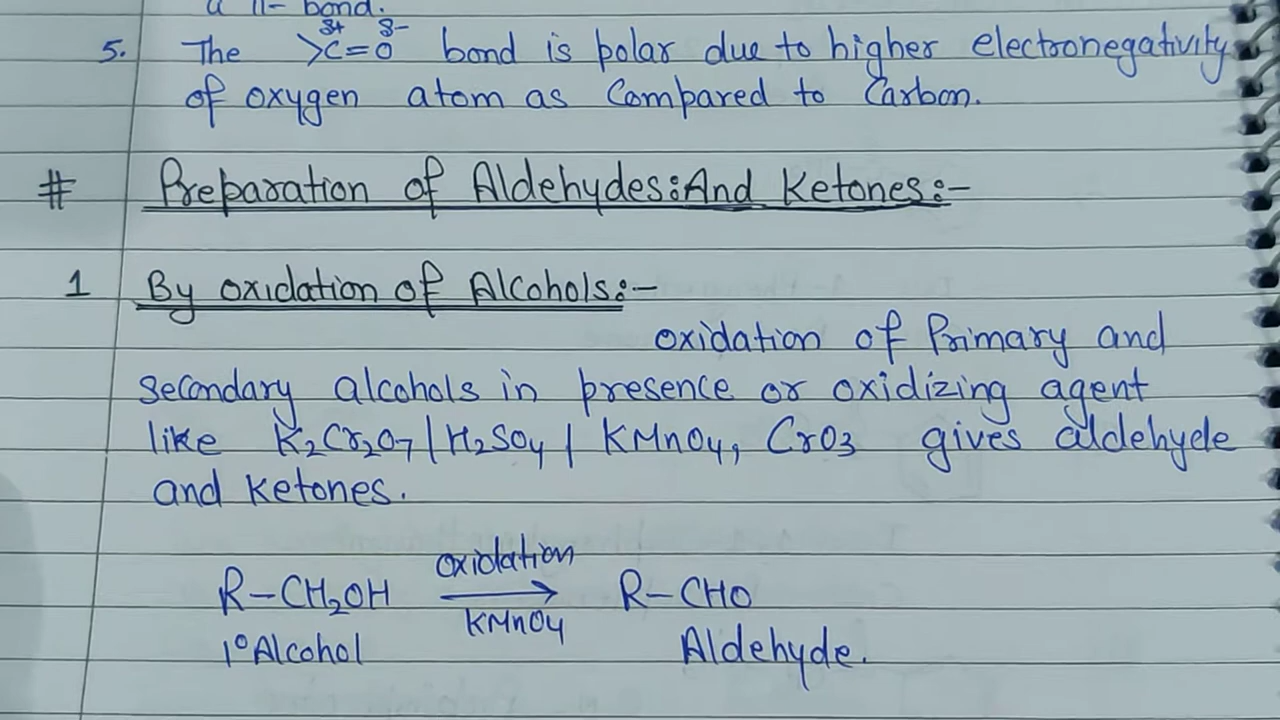 a π- bond.
5. The >C=O bond is polar due to higher electronegativity
δ+ δ-
of oxygen atom as Compared to Carbon.
# Preparation of Aldehydes:And Ketones:-
1 By oxidation of Alcohols:-
oxidation of Primary and
secondary alcohols in presence or oxidizing agent
like K₂Cr₂O₇/H₂SO₄ / KMnO₄, CrO₃ gives aldehyde
and Ketones.
oxidation
R-CH₂OH → R-CHO
KMnO₄
1° Alcohol Aldehyde.